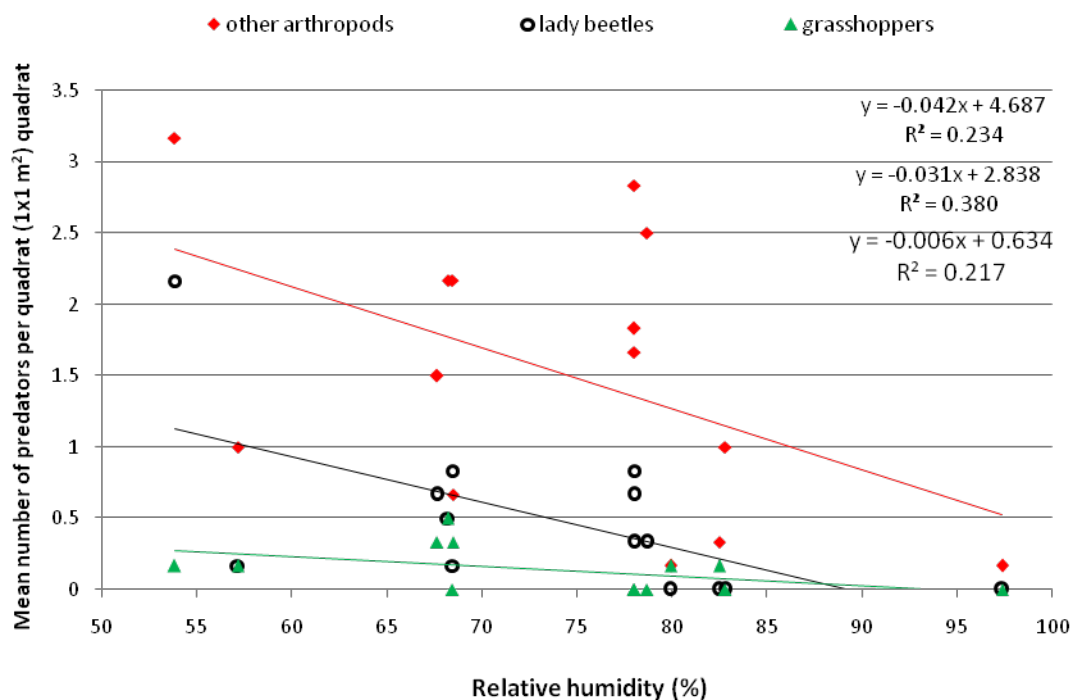 other arthropods lady beetles grasshoppers
Mean number of predators per quadrat (1x1 m²) quadrat
3.5
3
2.5
2
1.5
1
0.5
0
y = -0.042x + 4.687
R² = 0.234
y = -0.031x + 2.838
R² = 0.380
y = -0.006x + 0.634
R² = 0.217
50 55 60 65 70 75 80 85 90 95 100
Relative humidity (%)